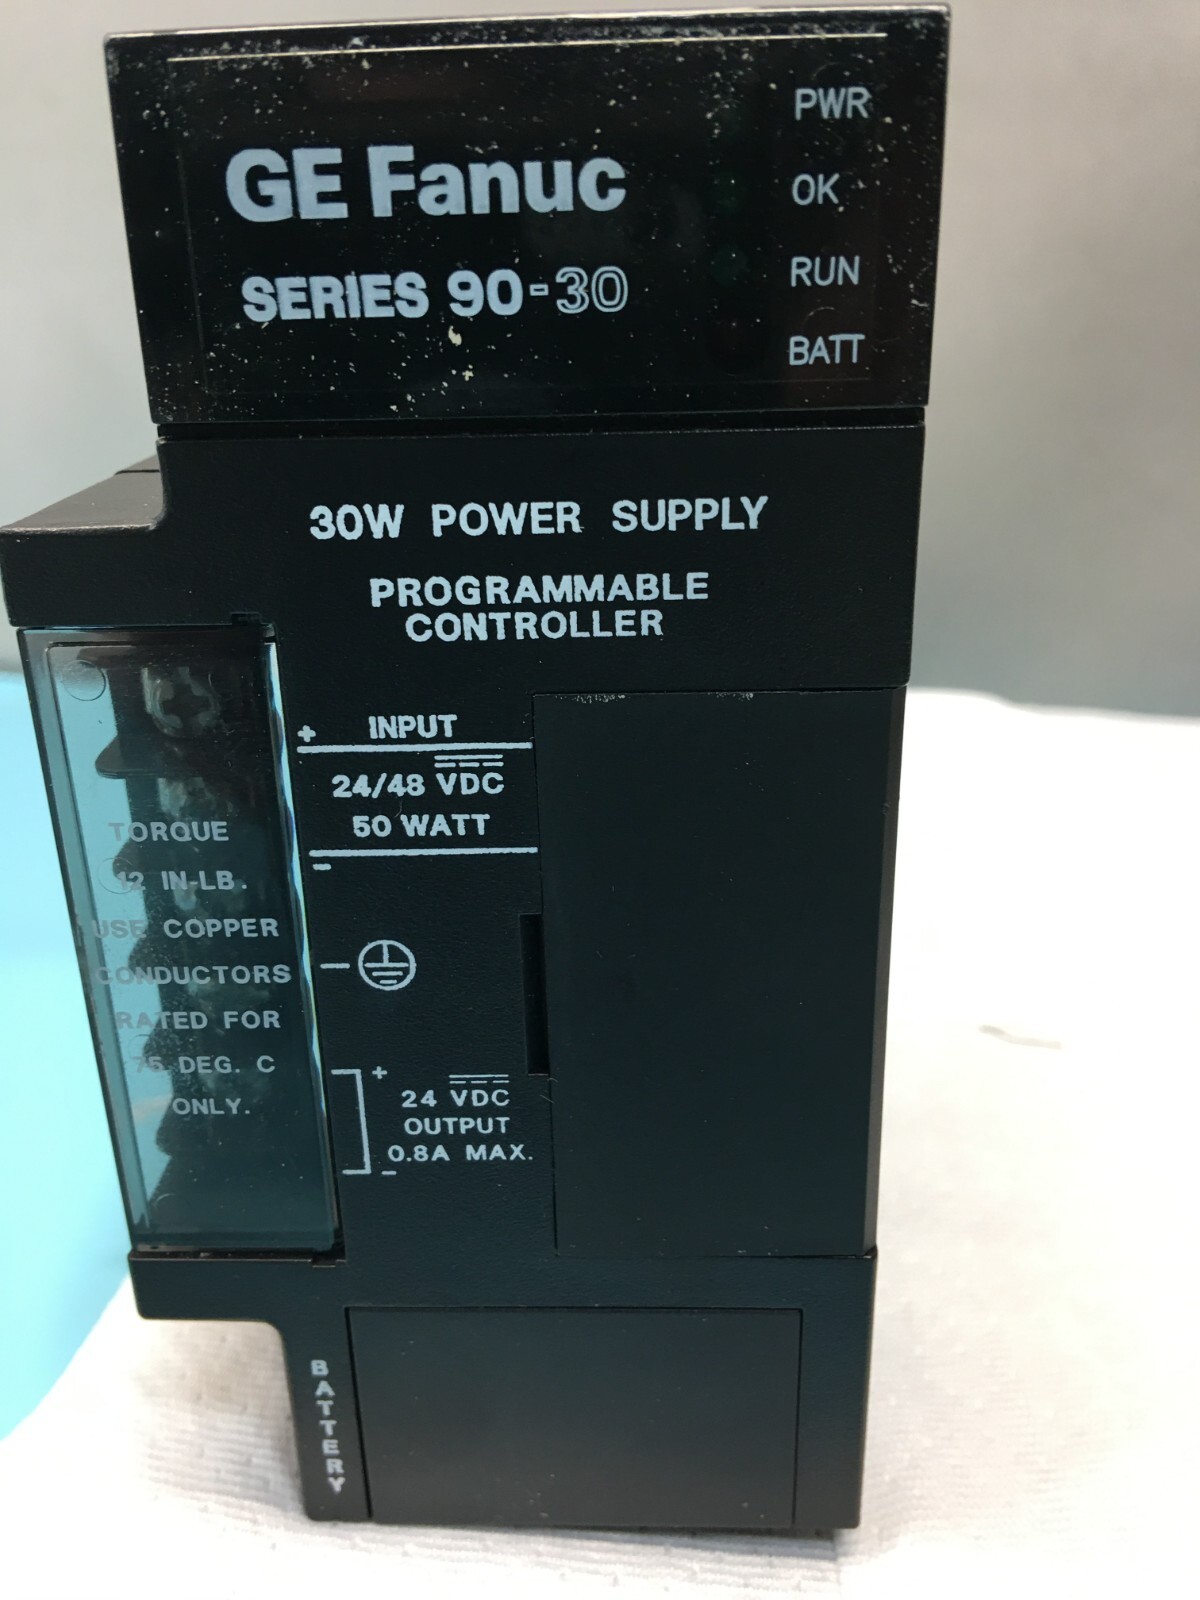 GE Fanuc
SERIES 90-30
PWR
OK
RUN
BATT
30W POWER SUPPLY
PROGRAMMABLE
CONTROLLER
+ INPUT
24/48 VDC
50 WATT
-
TORQUE
12 IN-LB.
USE COPPER
CONDUCTORS
RATED FOR
75 DEG. C
ONLY.
+
24 VDC
OUTPUT
0.8A MAX.
-
BATTERY